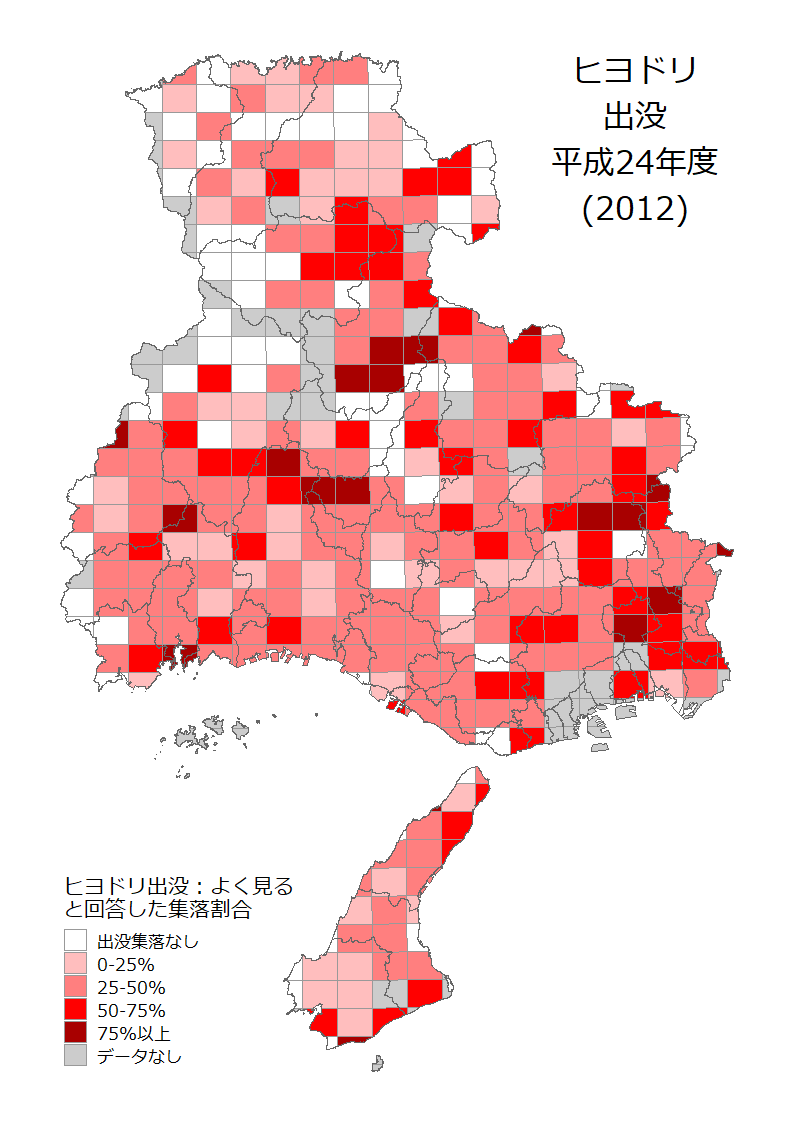 ヒヨドリ
出没
平成24年度
(2012)
ヒヨドリ出没：よく見る
と回答した集落割合
出没集落なし
0-25%
25-50%
50-75%
75%以上
データなし